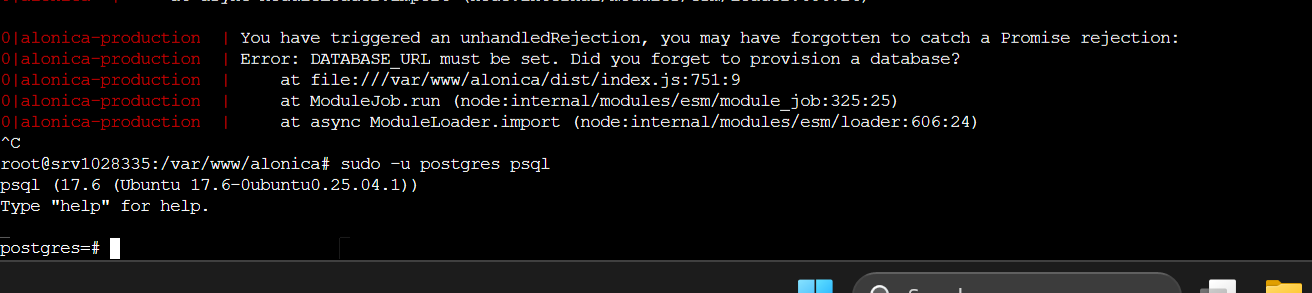 0|alonica-production  | You have triggered an unhandledRejection, you may have forgotten to catch a Promise rejection:
0|alonica-production  | Error: DATABASE_URL must be set. Did you forget to provision a database?
0|alonica-production  |     at file:///var/www/alonica/dist/index.js:751:9
0|alonica-production  |     at ModuleJob.run (node:internal/modules/esm/module_job:325:25)
0|alonica-production  |     at async ModuleLoader.import (node:internal/modules/esm/loader:606:24)
^C
root@srv1028335:/var/www/alonica# sudo -u postgres psql
psql (17.6 (Ubuntu 17.6-0ubuntu0.25.04.1))
Type "help" for help.
postgres=#